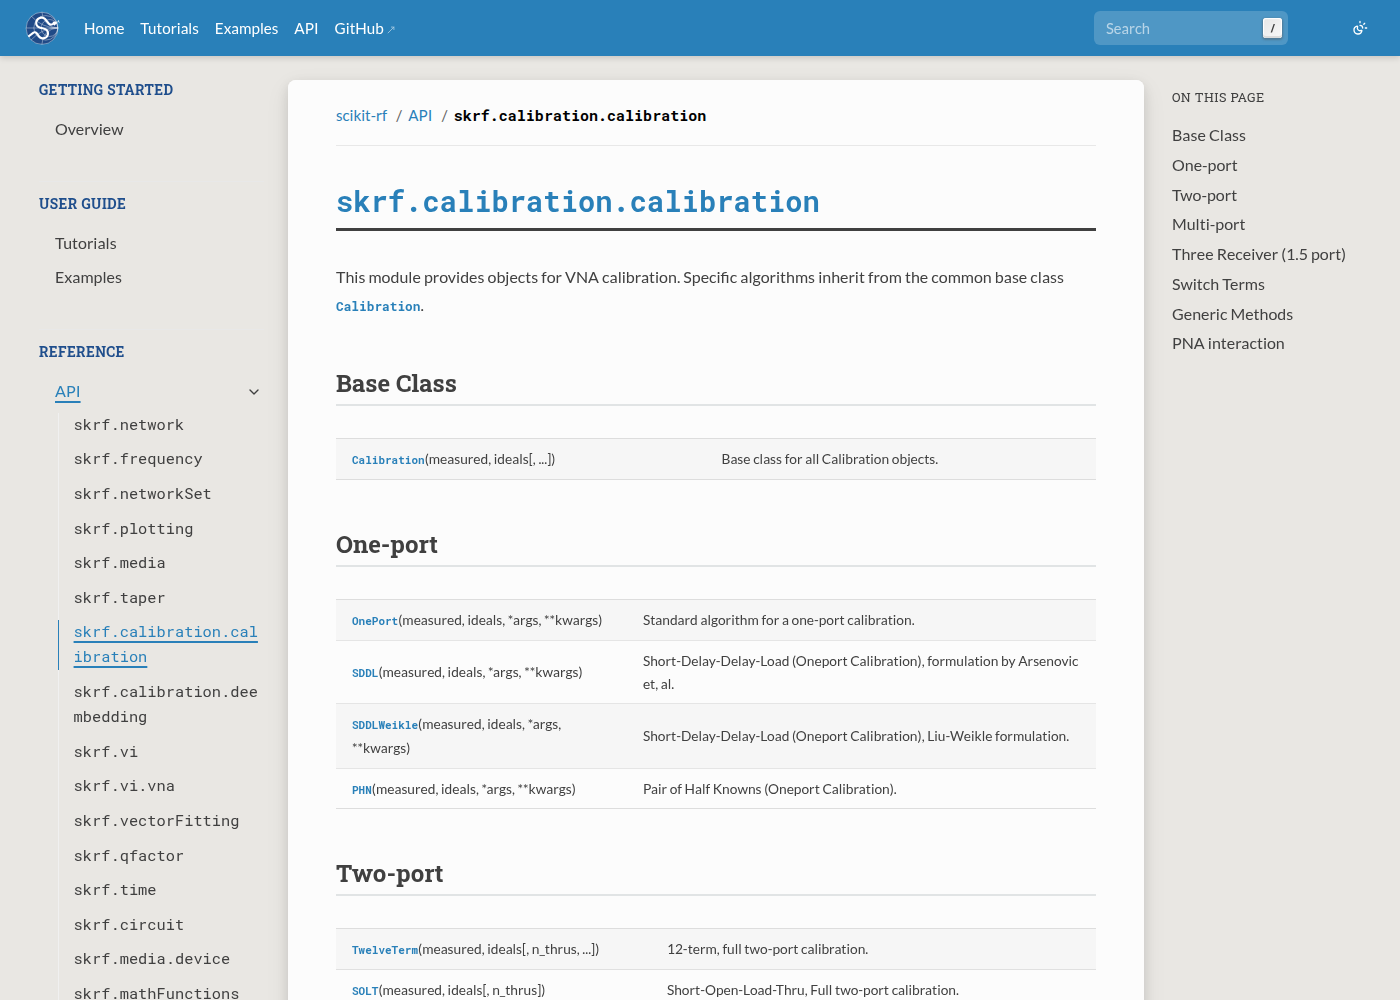 Home Tutorials Examples API GitHub Search /
GETTING STARTED
Overview
USER GUIDE
Tutorials
Examples
REFERENCE
API
skrf.network
skrf.frequency
skrf.networkSet
skrf.plotting
skrf.media
skrf.taper
skrf.calibration.cal
ibration
skrf.calibration.dee
mbedding
skrf.vi
skrf.vi.vna
skrf.vectorFitting
skrf.qfactor
skrf.time
skrf.circuit
skrf.media.device
skrf.mathFunctions
scikit-rf / API / skrf.calibration.calibration
skrf.calibration.calibration
This module provides objects for VNA calibration. Specific algorithms inherit from the common base class
Calibration.
Base Class
Calibration(measured, ideals[, ...]) Base class for all Calibration objects.
One-port
OnePort(measured, ideals, *args, **kwargs) Standard algorithm for a one-port calibration.
SDDL(measured, ideals, *args, **kwargs) Short-Delay-Delay-Load (Oneport Calibration), formulation by Arsenovic
et, al.
SDDLWeikle(measured, ideals, *args,
**kwargs) Short-Delay-Delay-Load (Oneport Calibration), Liu-Weikle formulation.
PHN(measured, ideals, *args, **kwargs) Pair of Half Knowns (Oneport Calibration).
Two-port
TwelveTerm(measured, ideals[, n_thrus, ...]) 12-term, full two-port calibration.
SOLT(measured, ideals[, n_thrus]) Short-Open-Load-Thru, Full two-port calibration.
ON THIS PAGE
Base Class
One-port
Two-port
Multi-port
Three Receiver (1.5 port)
Switch Terms
Generic Methods
PNA interaction